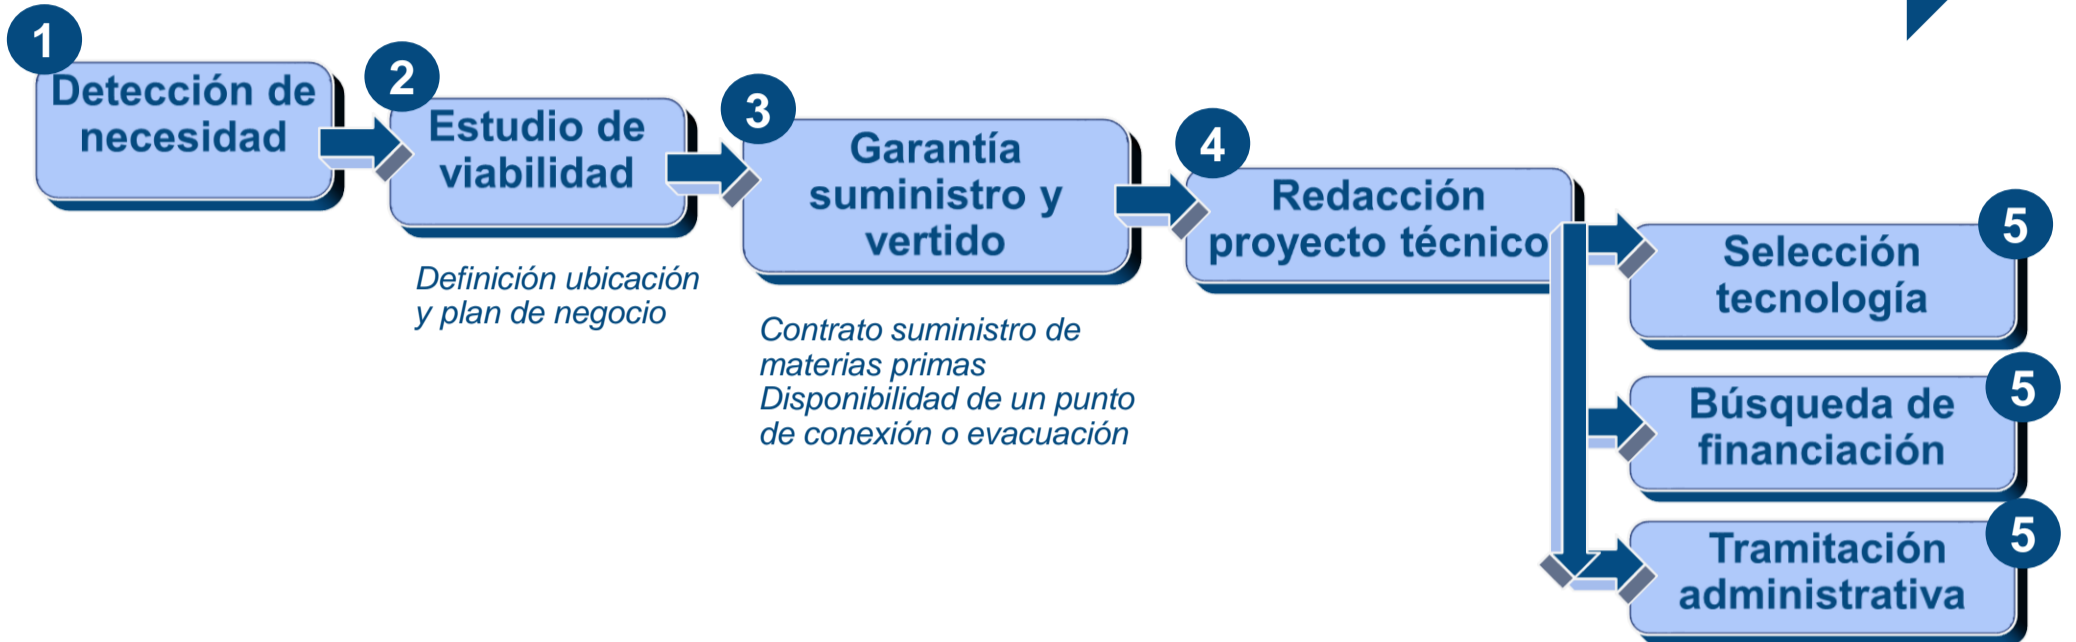 1
Detección de
necesidad
2
Estudio de
viabilidad
Definición ubicación
y plan de negocio
3
Garantía
suministro y
vertido
Contrato suministro de
materias primas
Disponibilidad de un punto
de conexión o evacuación
4
Redacción
proyecto técnico
5
Selección
tecnología
5
Búsqueda de
financiación
5
Tramitación
administrativa